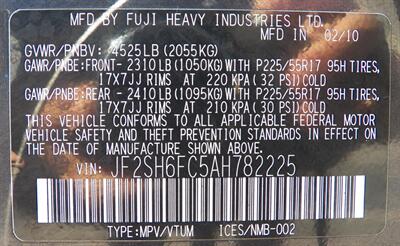 MFD BY FUJI HEAVY INDUSTRIES LTD.
MFD IN 02/10
GVWR/PNBV: 4525LB (2055KG)
GAWR/PNBE:FRONT- 2310LB (1050KG) WITH P225/55R17 95H TIRES,
17X7JJ RIMS AT 220 KPA (32 PSI) COLD
GAWR/PNBE:REAR - 2410LB (1095KG) WITH P225/55R17 95H TIRES,
17X7JJ RIMS AT 210 KPA (30 PSI) COLD
THIS VEHICLE CONFORMS TO ALL APPLICABLE FEDERAL MOTOR
VEHICLE SAFETY AND THEFT PREVENTION STANDARDS IN EFFECT
ON THE DATE OF MANUFACTURE SHOWN ABOVE.
VIN: JF2SH6FC5AH782225
TYPE:MPV/VTUM ICES/NMB-002